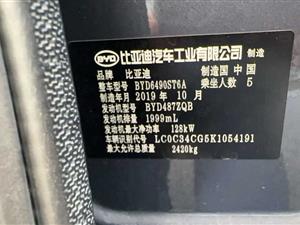 BYD 比亚迪汽车工业有限公司 制造
品牌 比亚迪 制造国 中国
整车型号 BYD6490ST6A 乘坐人数 5
制造年月 2019 年 10 月
发动机型号 BYD487ZQB
发动机排量 1999mL
发动机最大净功率 128kW
车辆识别代号 LC0C34CG5K1054191
最大允许总质量 2420kg